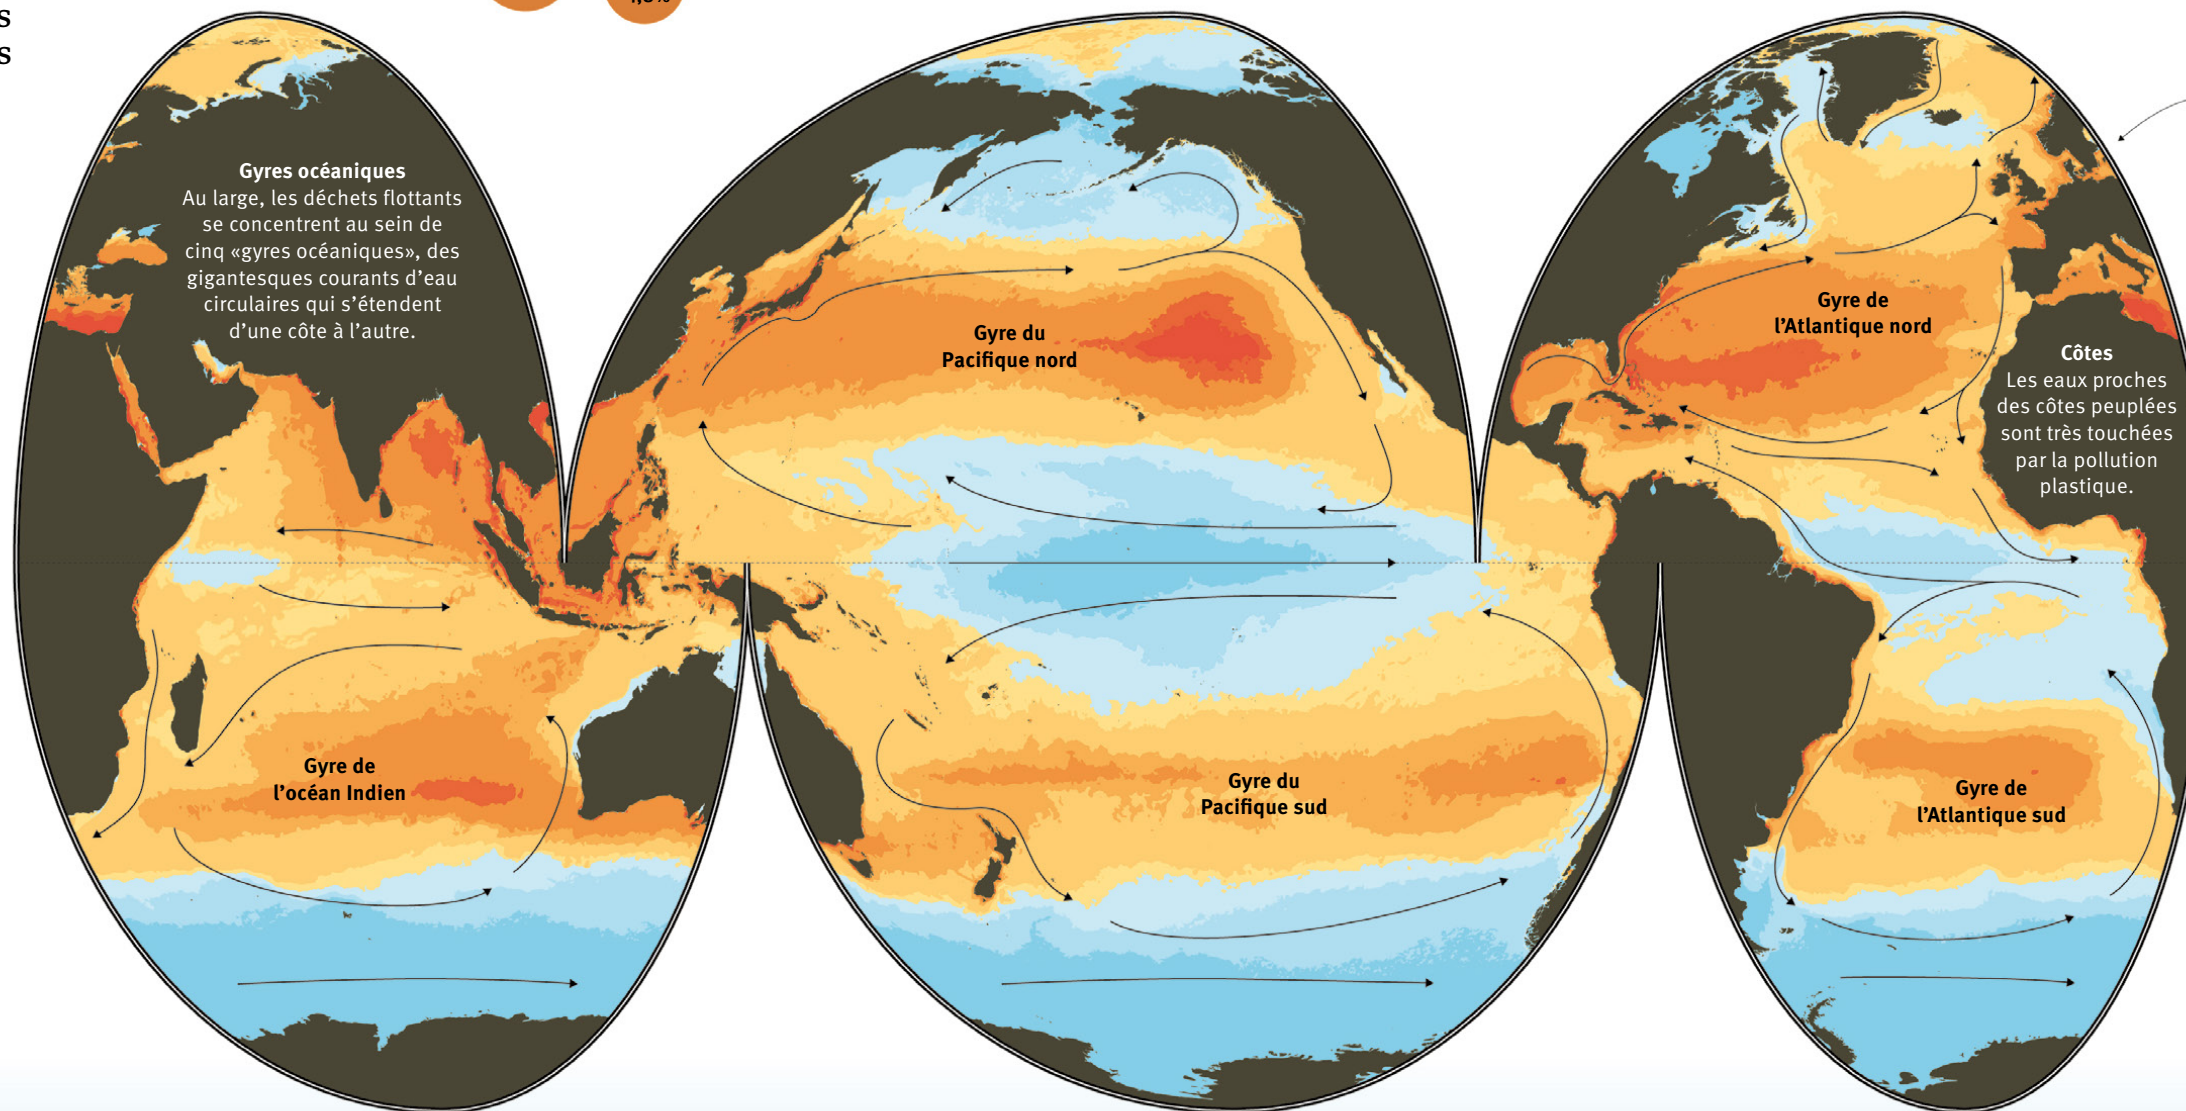 s
s
Gyres océaniques
Au large, les déchets flottants
se concentrent au sein de
cinq «gyres océaniques», des
gigantesques courants d’eau
circulaires qui s’étendent
d’une côte à l’autre.
Gyre du
Pacifique nord
Gyre de
l’Atlantique nord
Côtes
Les eaux proches
des côtes peuplées
sont très touchées
par la pollution
plastique.
Gyre de
l’océan Indien
Gyre du
Pacifique sud
Gyre de
l’Atlantique sud